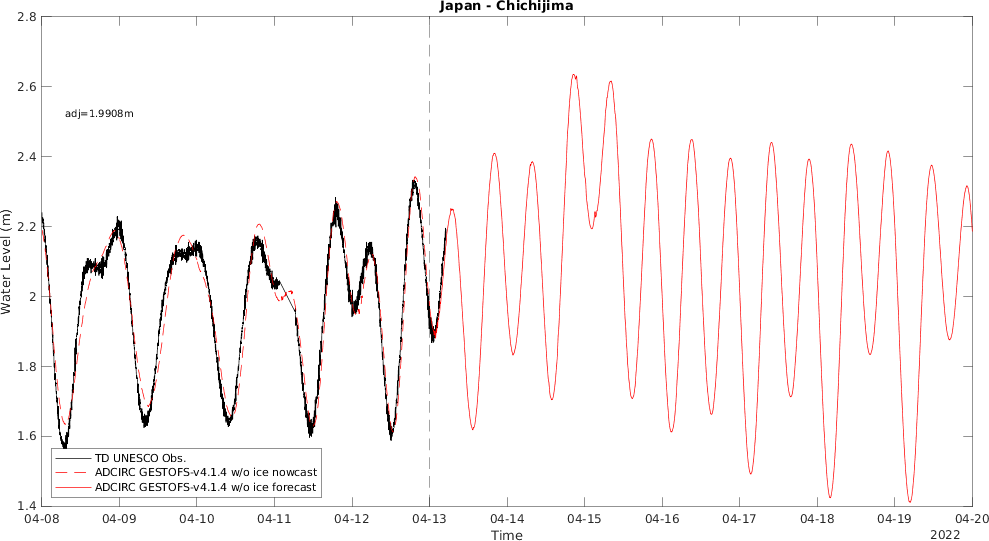 Japan - Chichijima
2.8
2.6
2.4
2.2
2
1.8
1.6
1.4
Water Level (m)
adj=1.9908m
TD UNESCO Obs.
ADCIRC GESTOFS-v4.1.4 w/o ice nowcast
ADCIRC GESTOFS-v4.1.4 w/o ice forecast
04-08 04-09 04-10 04-11 04-12 04-13 04-14 04-15 04-16 04-17 04-18 04-19 04-20
Time
2022